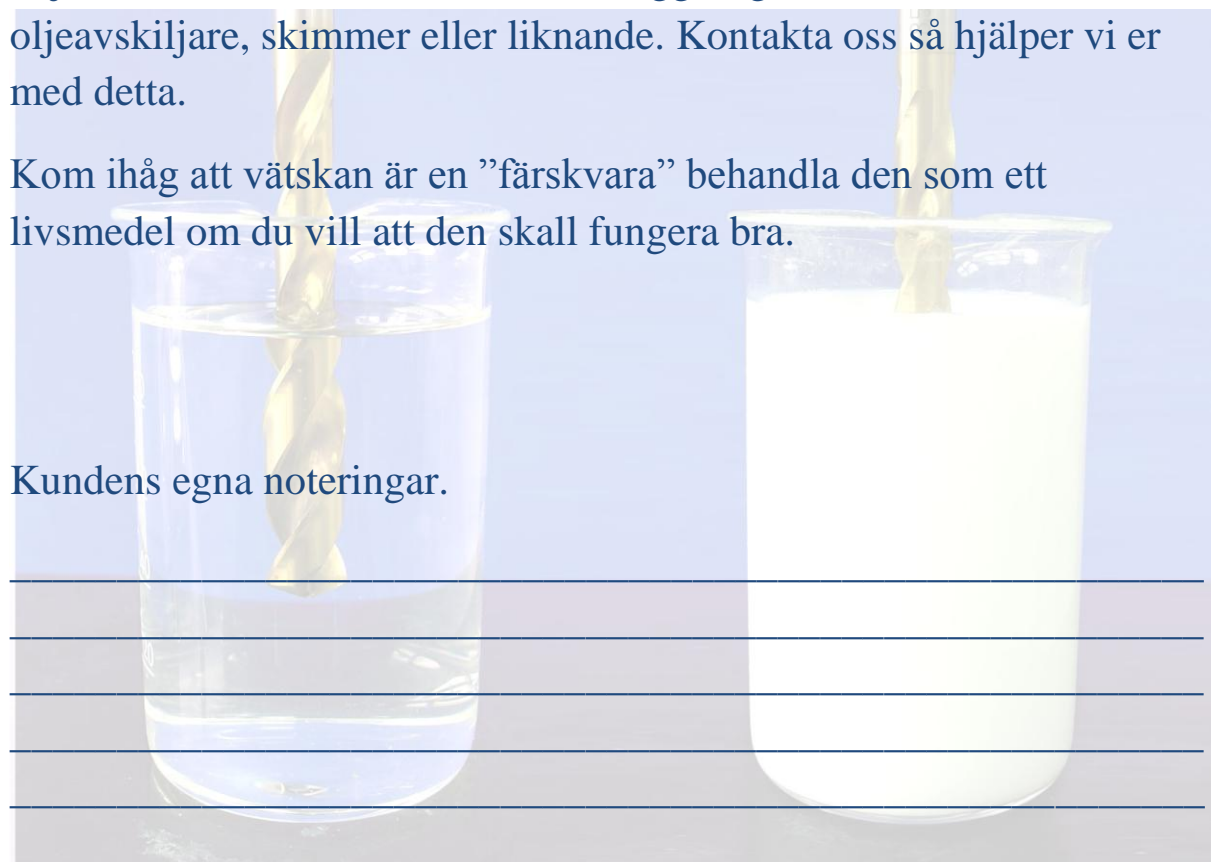 oljeavskiljare, skimmer eller liknande. Kontakta oss så hjälper vi er
med detta.
Kom ihåg att vätskan är en ”färskvara” behandla den som ett
livsmedel om du vill att den skall fungera bra.
Kundens egna noteringar.